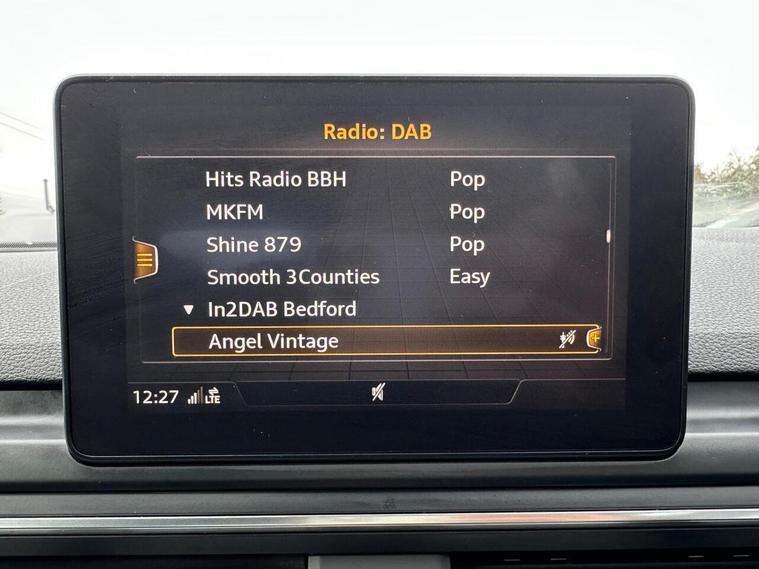 Radio: DAB
Hits Radio BBH Pop
MKFM Pop
Shine 879 Pop
Smooth 3Counties Easy
▼ In2DAB Bedford
Angel Vintage
12:27 LTE